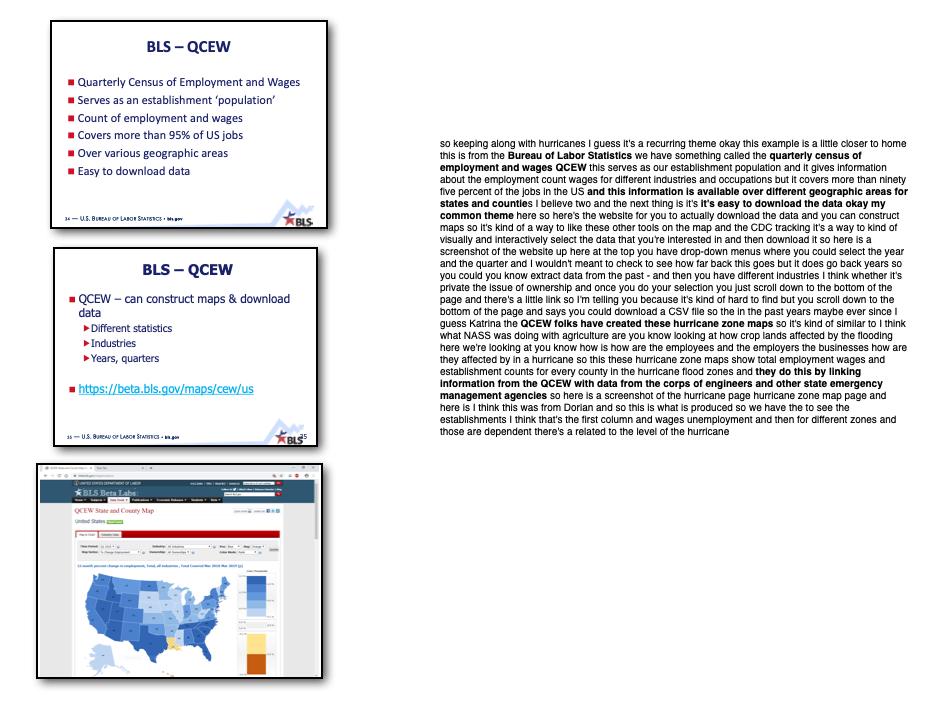 BLS – QCEW
Quarterly Census of Employment and Wages
Serves as an establishment ‘population’
Count of employment and wages
Covers more than 95% of US jobs
Over various geographic areas
Easy to download data
34 — U.S. BUREAU OF LABOR STATISTICS • bls.gov
BLS
BLS – QCEW
QCEW – can construct maps & download
data
Different statistics
Industries
Years, quarters
https://beta.bls.gov/maps/cew/us
35 — U.S. BUREAU OF LABOR STATISTICS • bls.gov
BLS
35
UNITED STATES DEPARTMENT OF LABOR
BLS Beta Labs
QCEW State and County Map
United States
12-month percent change in employment, Total, all industries, Total Covered Mar 2018-Mar 2019 (p)
so keeping along with hurricanes I guess it's a recurring theme okay this example is a little closer to home
this is from the Bureau of Labor Statistics we have something called the quarterly census of
employment and wages QCEW this serves as our establishment population and it gives information
about the employment count wages for different industries and occupations but it covers more than ninety
five percent of the jobs in the US and this information is available over different geographic areas for
states and counties I believe two and the next thing is it's it's easy to download the data okay my
common theme here so here's the website for you to actually download the data and you can construct
maps so it's kind of a way to like these other tools on the map and the CDC tracking it's a way to kind of
visually and interactively select the data that you're interested in and then download it so here is a
screenshot of the website up here at the top you have drop-down menus where you could select the year
and the quarter and I wouldn't meant to check to see how far back this goes but it does go back years so
you could you know extract data from the past - and then you have different industries I think whether it's
private the issue of ownership and once you do your selection you just scroll down to the bottom of the
page and there's a little link so I'm telling you because it's kind of hard to find but you scroll down to the
bottom of the page and says you could download a CSV file so the in the past years maybe ever since I
guess Katrina the QCEW folks have created these hurricane zone maps so it's kind of similar to I think
what NASS was doing with agriculture are you know looking at how crop lands affected by the flooding
here we're looking at you know how is how are the employees and the employers the businesses how are
they affected by in a hurricane so this these hurricane zone maps show total employment wages and
establishment counts for every county in the hurricane flood zones and they do this by linking
information from the QCEW with data from the corps of engineers and other state emergency
management agencies so here is a screenshot of the hurricane page hurricane zone map page and
here is I think this was from Dorian and so this is what is produced so we have the to see the
establishments I think that's the first column and wages unemployment and then for different zones and
those are dependent there's a related to the level of the hurricane